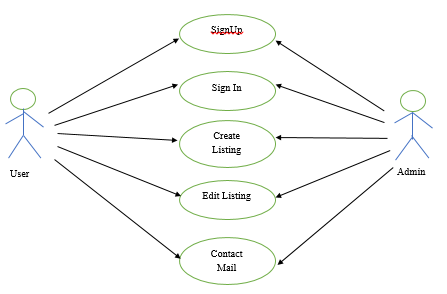 SignUp
Sign In
Create
Listing
User
Admin
Edit Listing
Contact
Mail